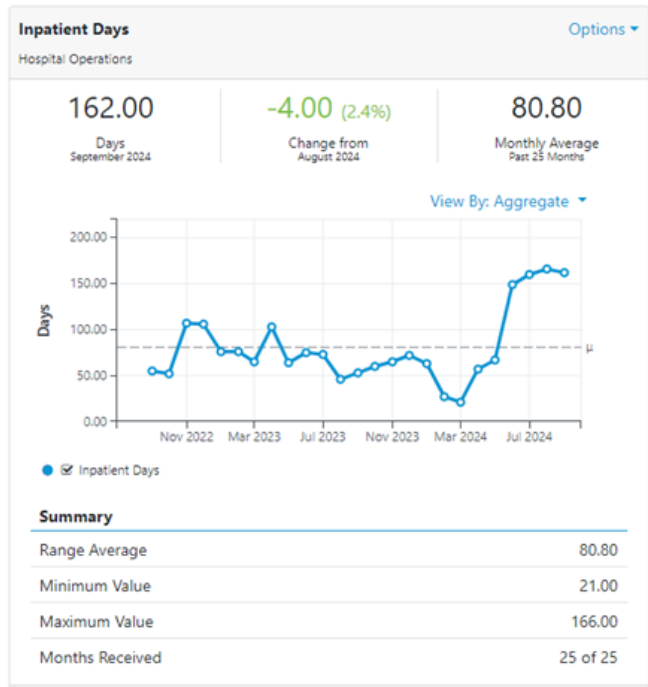 Inpatient Days
Options
Hospital Operations
162.00
Days
September 2024
-4.00 (2.4%)
Change from
August 2024
80.80
Monthly Average
Past 25 Months
View By: Aggregate
200.00
150.00
100.00
50.00
0.00
Days
μ
Nov 2022 Mar 2023 Jul 2023 Nov 2023 Mar 2024 Jul 2024
Inpatient Days
Summary
Range Average 80.80
Minimum Value 21.00
Maximum Value 166.00
Months Received 25 of 25